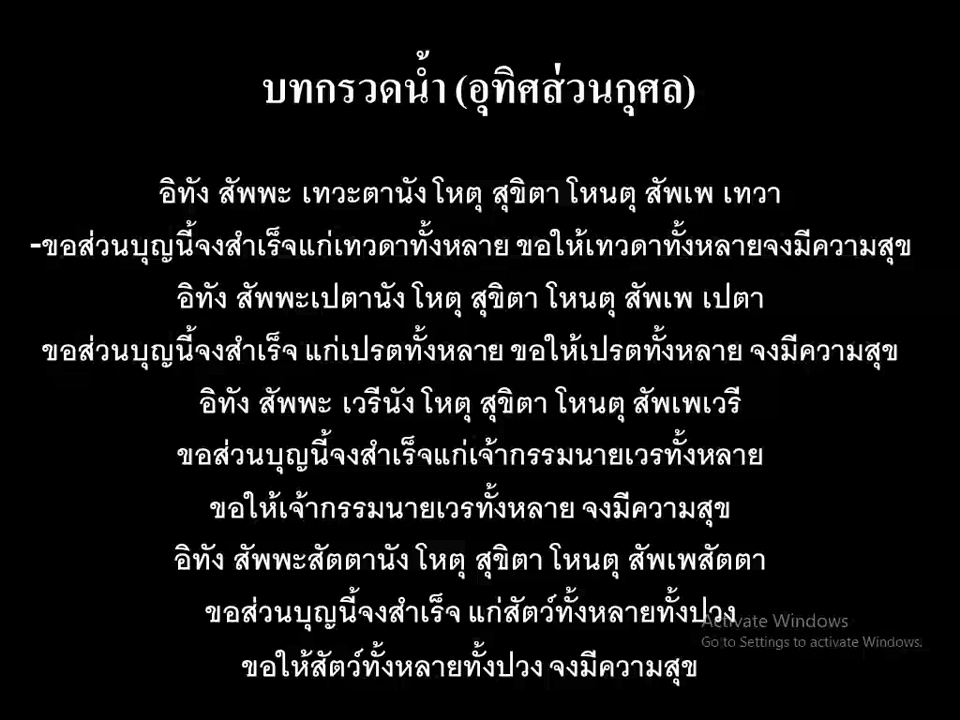 บทกรวดน้ำ (อุทิศส่วนกุศล)
อิทัง สัพพะ เทวะตานัง โหตุ สุขิตา โหนตุ สัพเพ เทวา
-ขอส่วนบุญนี้จงสำเร็จแก่เทวดาทั้งหลาย ขอให้เทวดาทั้งหลายจงมีความสุข
อิทัง สัพพะเปตานัง โหตุ สุขิตา โหนตุ สัพเพ เปตา
ขอส่วนบุญนี้จงสำเร็จ แก่เปรตทั้งหลาย ขอให้เปรตทั้งหลาย จงมีความสุข
อิทัง สัพพะ เวรีนัง โหตุ สุขิตา โหนตุ สัพเพเวรี
ขอส่วนบุญนี้จงสำเร็จแก่เจ้ากรรมนายเวรทั้งหลาย
ขอให้เจ้ากรรมนายเวรทั้งหลาย จงมีความสุข
อิทัง สัพพะสัตตานัง โหตุ สุขิตา โหนตุ สัพเพสัตตา
ขอส่วนบุญนี้จงสำเร็จ แก่สัตว์ทั้งหลายทั้งปวง
ขอให้สัตว์ทั้งหลายทั้งปวง จงมีความสุข
Activate Windows
Go to Settings to activate Windows.